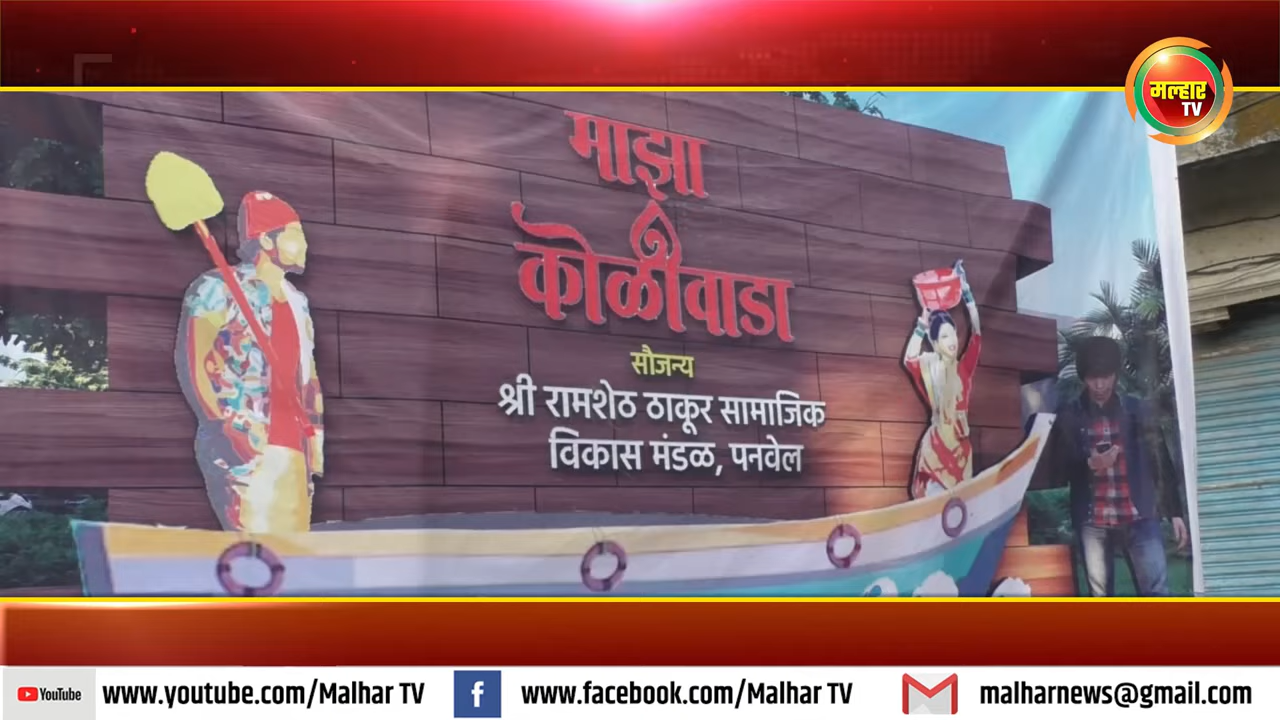 मल्हार
TV
माझा
कोळीवाडा
सौजन्य
श्री रामशेठ ठाकूर सामाजिक
विकास मंडळ, पनवेल
YouTube www.youtube.com/Malhar TV f www.facebook.com/Malhar TV malharnews@gmail.com